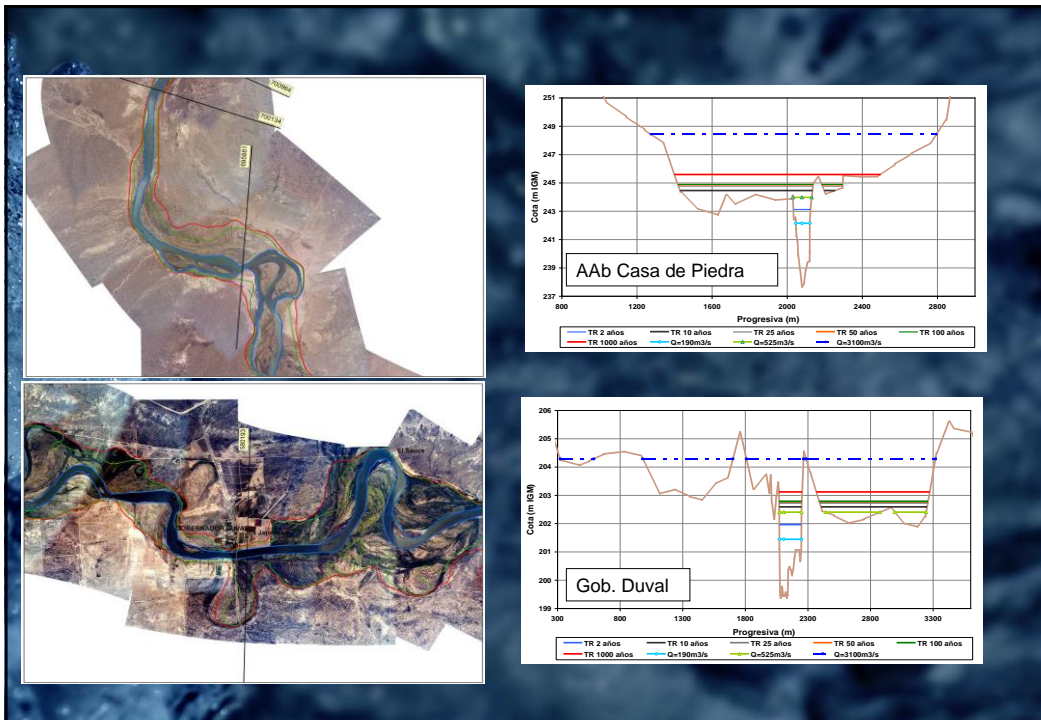 700964
700134
695881
251
249
247
245
243
241
239
237
Cota (m IGM)
AAb Casa de Piedra
800 1200 1600 2000 2400 2800
Progresiva (m)
TR 2 años TR 10 años TR 25 años TR 50 años TR 100 años
TR 1000 años Q=190m3/s Q=525m3/s Q=3100m3/s
580193
206
205
204
203
202
201
200
199
Cota (m IGM)
Gob. Duval
300 800 1300 1800 2300 2800 3300
Progresiva (m)
TR 2 años TR 10 años TR 25 años TR 50 años TR 100 años
TR 1000 años Q=190m3/s Q=525m3/s Q=3100m3/s